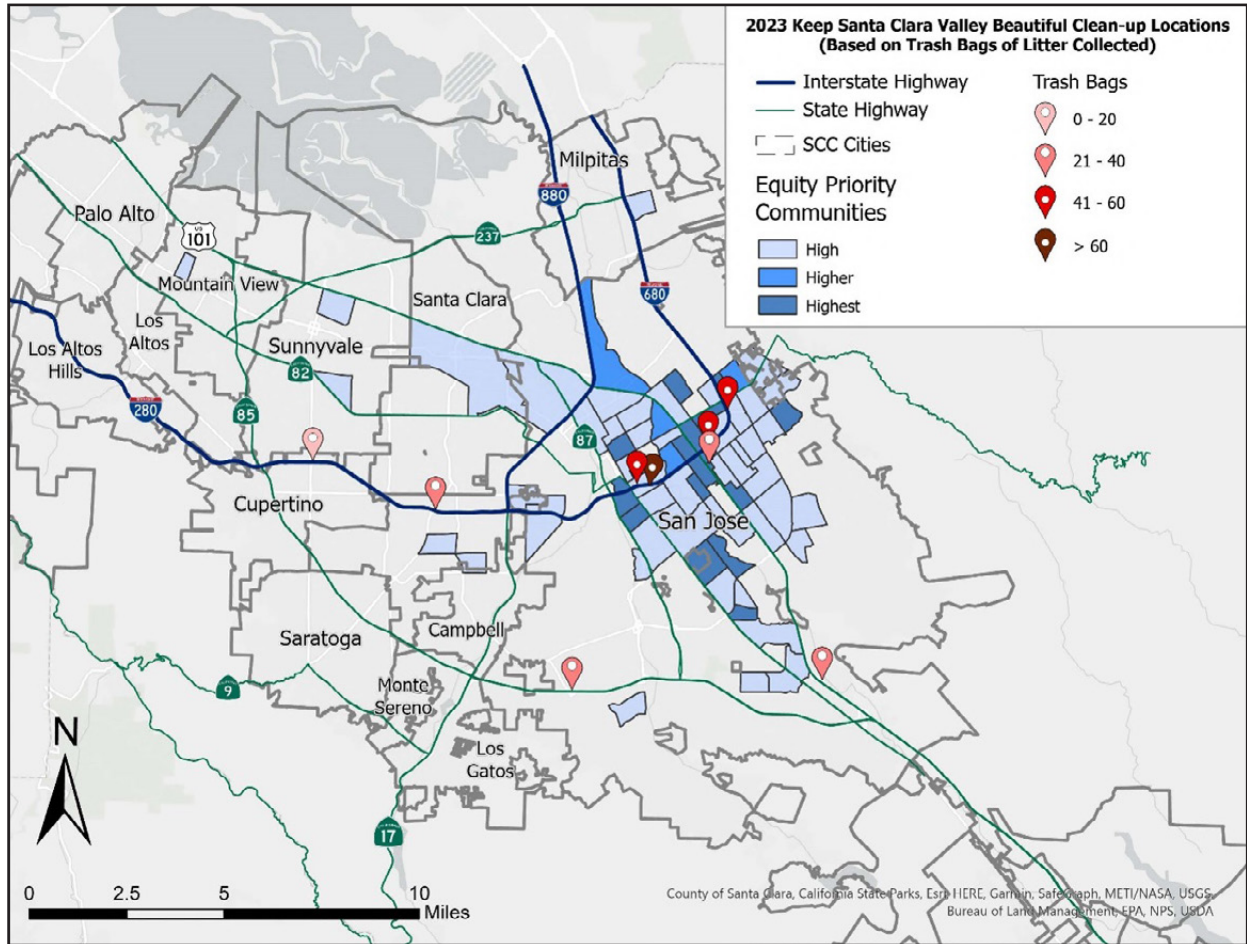 2023 Keep Santa Clara Valley Beautiful Clean-up Locations
(Based on Trash Bags of Litter Collected)
Interstate Highway
State Highway
SCC Cities
Equity Priority
Communities
High
Higher
Highest
Trash Bags
0 - 20
21 - 40
41 - 60
> 60
Milpitas
880
Palo Alto
237
US
101
Mountain View
680
Santa Clara
Los
Altos
Los Altos
Hills
Sunnyvale
82
280
85
87
Cupertino
San Jose
Saratoga
Campbell
9
Monte
Sereno
Los
Gatos
N
17
0
2.5
5
10
Miles
County of Santa Clara, California State Parks, Esri, HERE, Garmin, SafeGraph, METI/NASA, USGS,
Bureau of Land Management, EPA, NPS, USDA